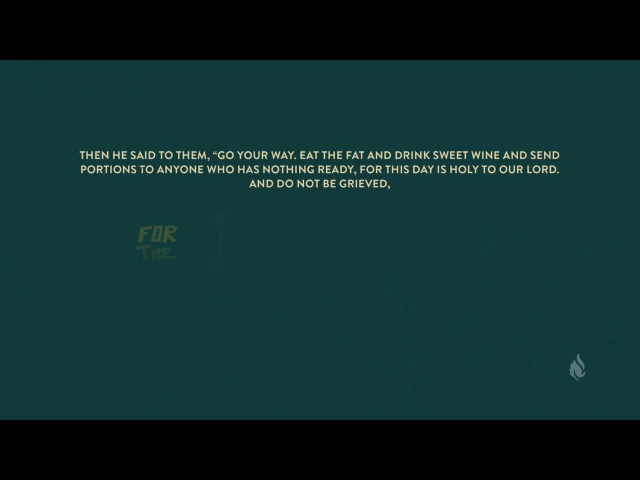 THEN HE SAID TO THEM, “GO YOUR WAY. EAT THE FAT AND DRINK SWEET WINE AND SEND
PORTIONS TO ANYONE WHO HAS NOTHING READY, FOR THIS DAY IS HOLY TO OUR LORD.
AND DO NOT BE GRIEVED,
FOR
THE